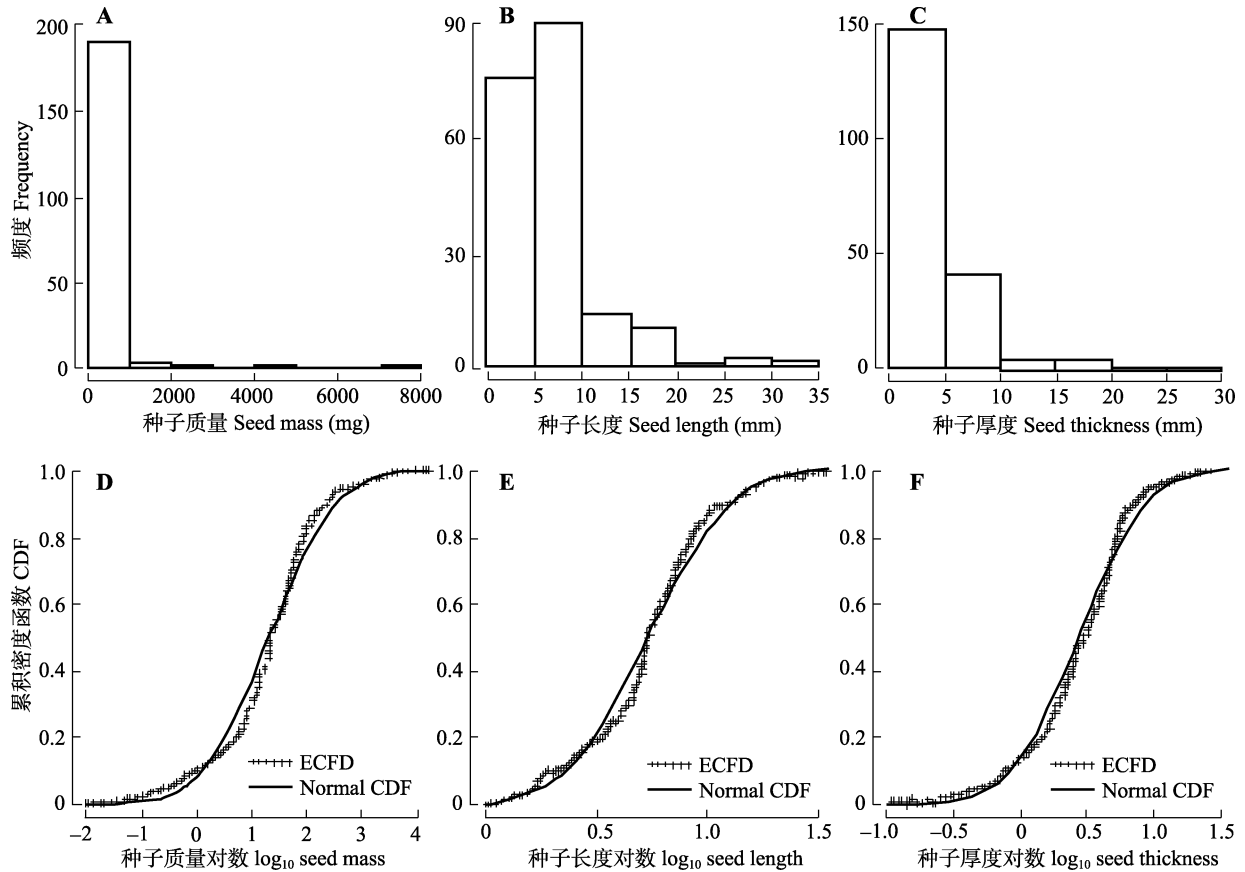 A
B
C
频度 Frequency
200
150
100
50
0
90
60
30
0
150
100
50
0
0 2000 4000 6000 8000
0 5 10 15 20 25 30 35
0 5 10 15 20 25 30
种子质量 Seed mass (mg)
种子长度 Seed length (mm)
种子厚度 Seed thickness (mm)
D
E
F
累积密度函数 CDF
1.0
0.8
0.6
0.4
0.2
0
1.0
0.8
0.6
0.4
0.2
0
1.0
0.8
0.6
0.4
0.2
0
ECFD
Normal CDF
ECFD
Normal CDF
ECFD
Normal CDF
–2 –1 0 1 2 3 4
0 0.5 1.0 1.5
–1.0 –0.5 0 0.5 1.0 1.5
种子质量对数 log₁₀ seed mass
种子长度对数 log₁₀ seed length
种子厚度对数 log₁₀ seed thickness